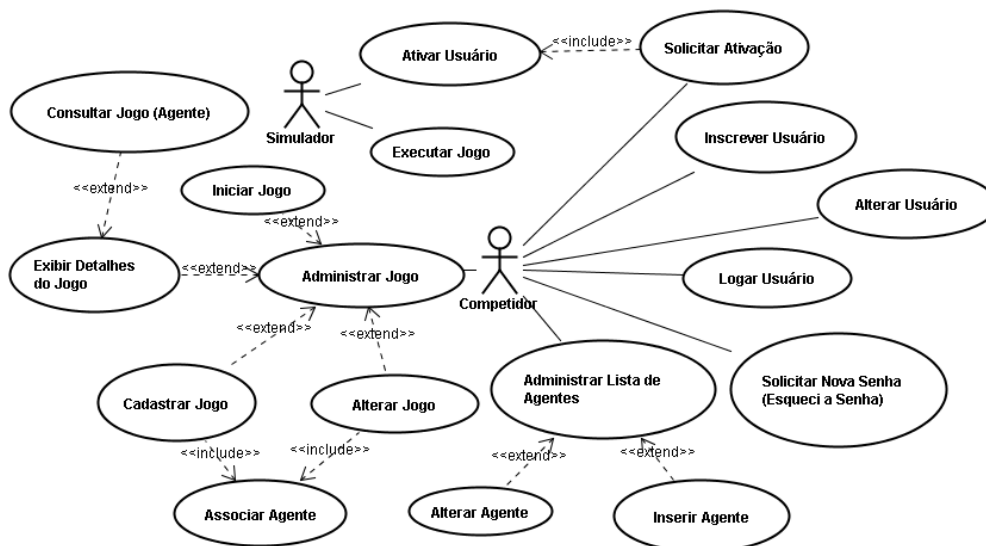 Ativar Usuário
<<include>>
Solicitar Ativação
Consultar Jogo (Agente)
Simulador
Inscrever Usuário
Executar Jogo
<<extend>>
Iniciar Jogo
<<extend>>
Alterar Usuário
Exibir Detalhes
do Jogo
<<extend>>
Administrar Jogo
Logar Usuário
Competidor
<<extend>>
<<extend>>
Administrar Lista de
Agentes
Solicitar Nova Senha
(Esqueci a Senha)
Cadastrar Jogo
Alterar Jogo
<<include>>
<<include>>
<<extend>>
<<extend>>
Associar Agente
Alterar Agente
Inserir Agente